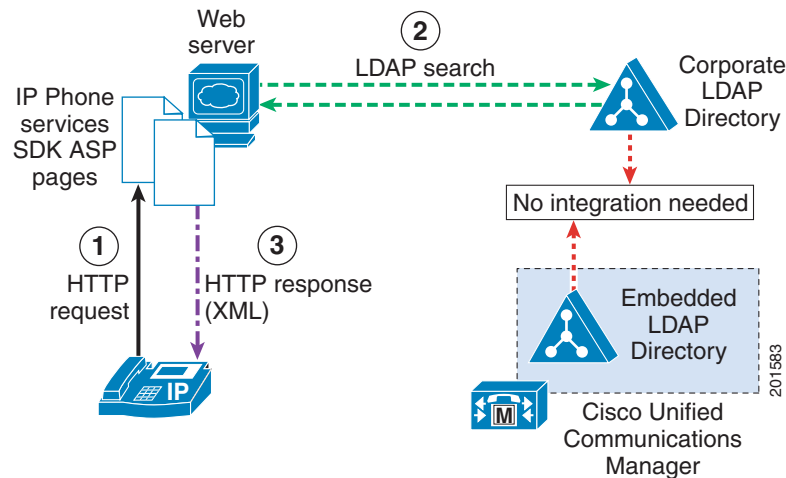 Web
server
2
LDAP search
Corporate
LDAP
Directory
IP Phone
services
SDK ASP
pages
No integration needed
1
HTTP
request
3
HTTP response
(XML)
Embedded
LDAP
Directory
IP
M
Cisco Unified
Communications
Manager
201583